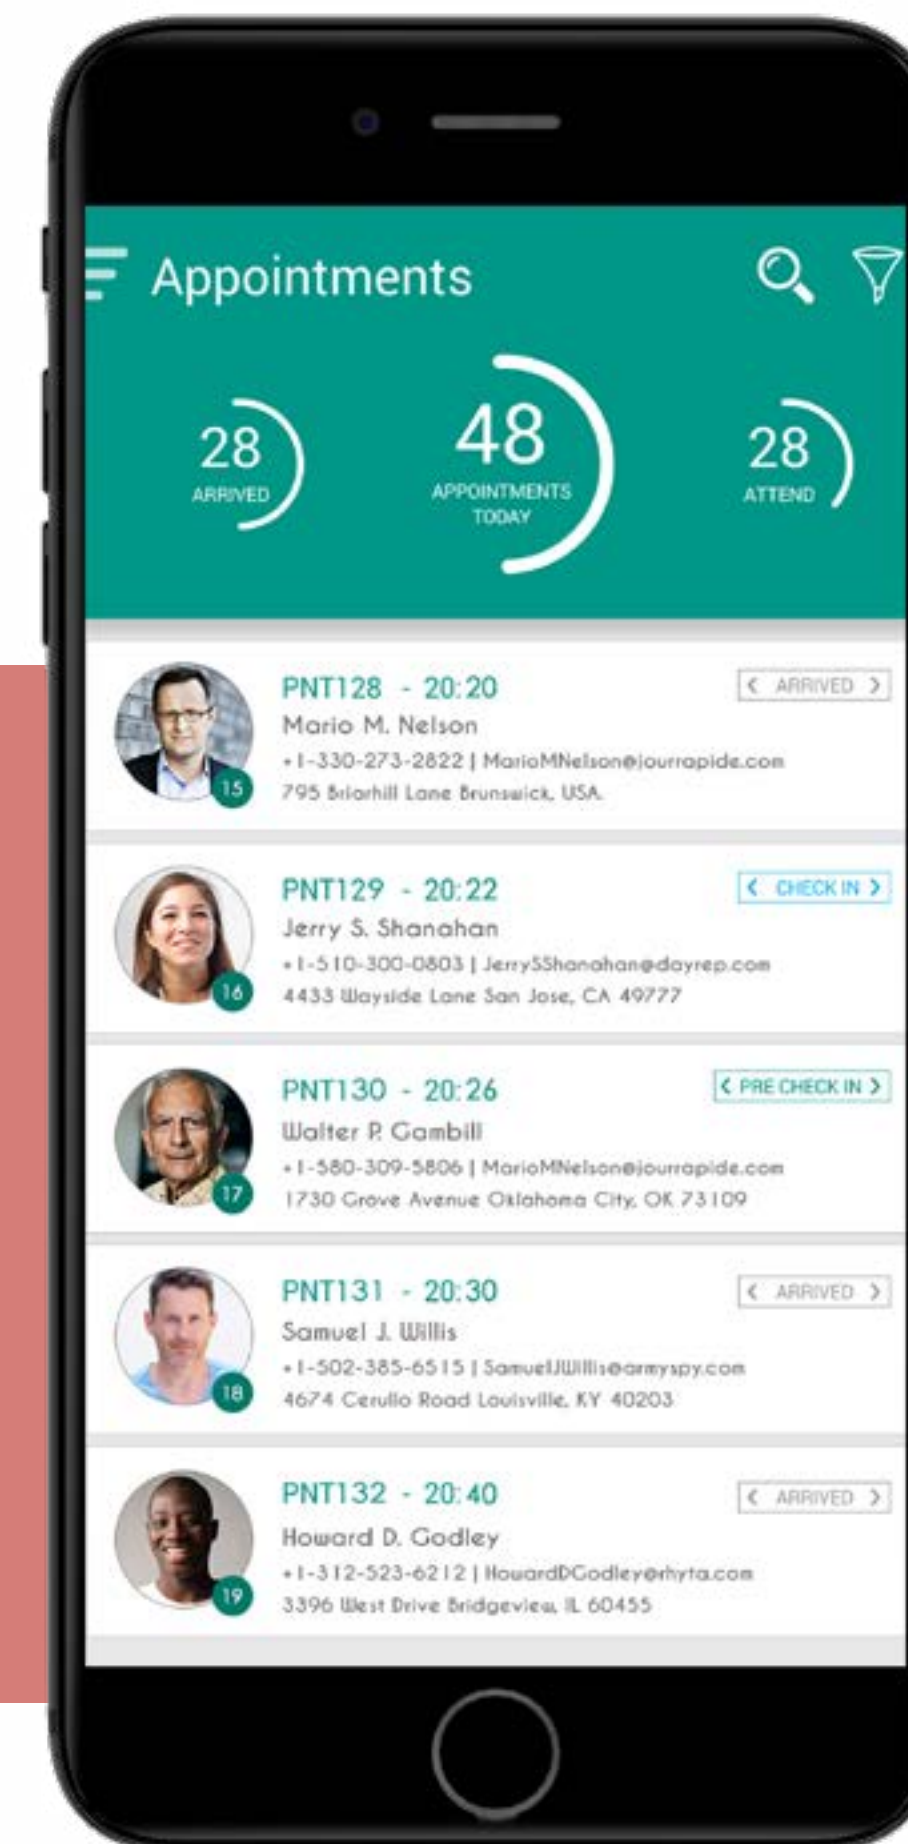 Appointments
28
ARRIVED
48
APPOINTMENTS
TODAY
28
ATTEND
PNT128 - 20:20
< ARRIVED >
Mario M. Nelson
+1-330-273-2822 | MarioMNelson@jourrapide.com
15
795 Briarhill Lane Brunswick, USA.
PNT129 - 20:22
< CHECK IN >
Jerry S. Shanahan
+1-510-300-0803 | JerrySShanahan@dayrep.com
16
4433 Wayside Lane San Jose, CA 49777
PNT130 - 20:26
< PRE CHECK IN >
Walter P. Gambill
+1-580-309-5806 | MarioMNelson@jourrapide.com
17
1730 Grove Avenue Oklahoma City, OK 73109
PNT131 - 20:30
< ARRIVED >
Samuel J. Willis
+1-502-385-6515 | SamuelJWillis@armyspy.com
18
4674 Cerullo Road Louisville, KY 40203
PNT132 - 20:40
< ARRIVED >
Howard D. Godley
+1-312-523-6212 | HowardDGodley@rhyta.com
19
3396 West Drive Bridgeview, IL 60455